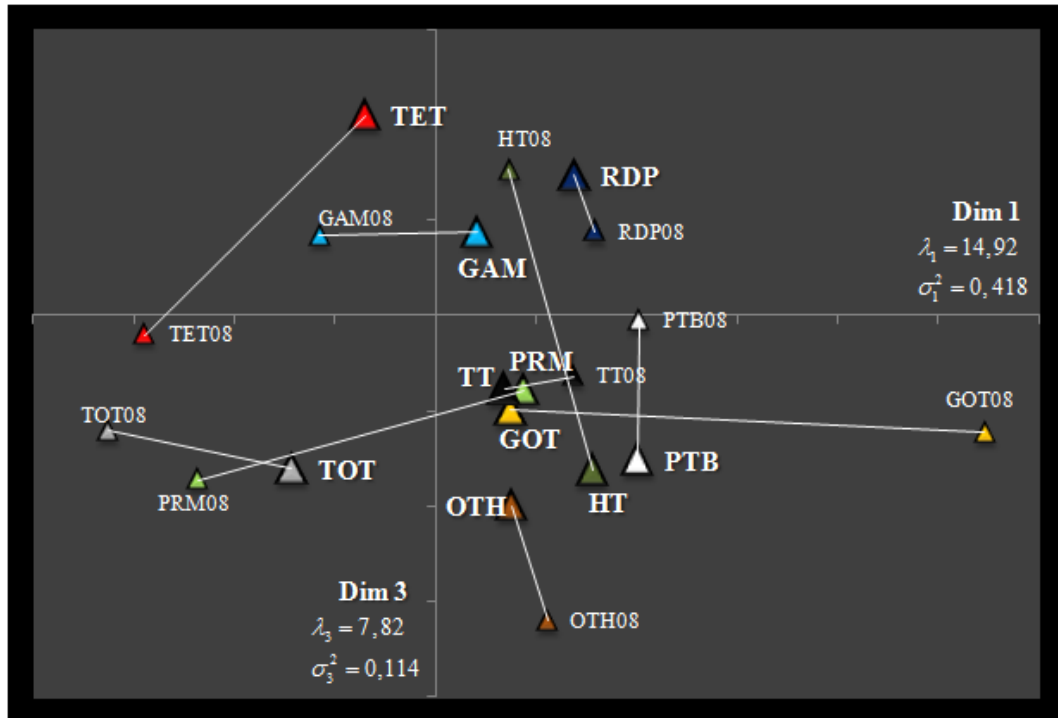 TET
HT08
RDP
GAM08
RDP08
GAM
Dim 1
λ₁ = 14,92
σ₁² = 0,418
TET08
PTB08
PRM
TT
TT08
GOT08
TOT08
GOT
TOT
PTB
PRM08
OTH
HT
Dim 3
λ₃ = 7,82
σ₃² = 0,114
OTH08